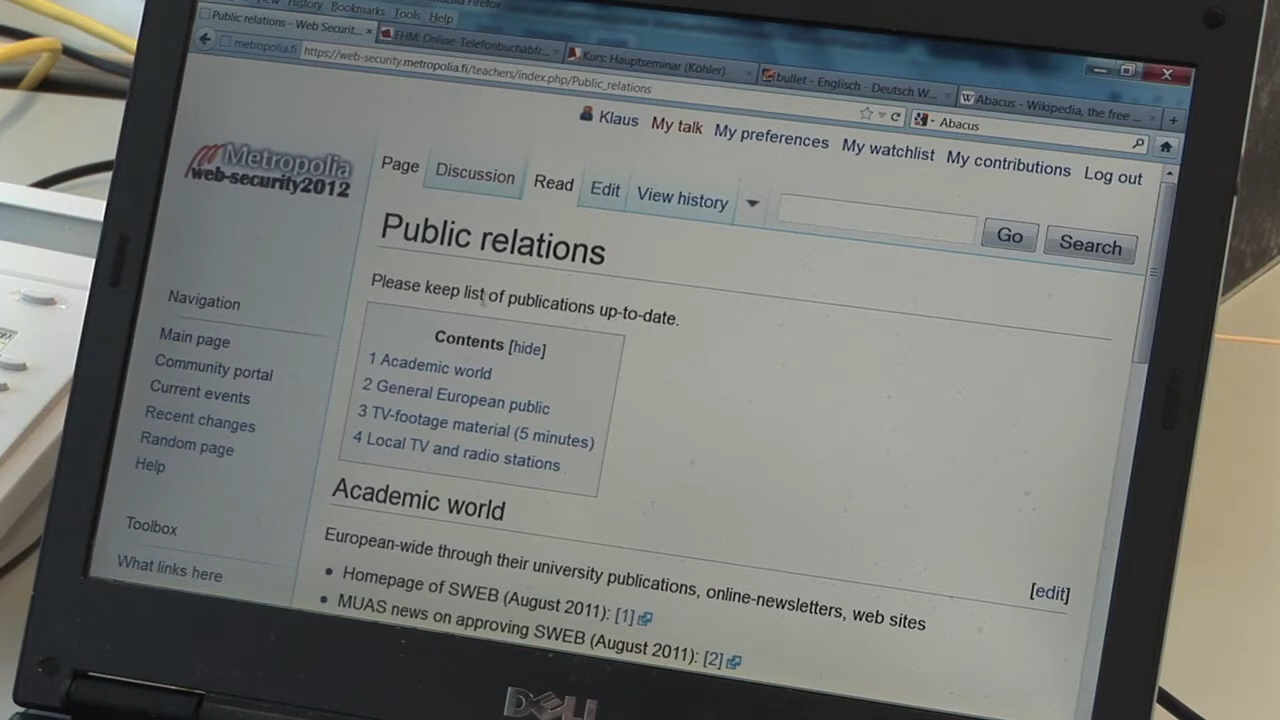 History Bookmarks Tools Help
Public relations - Web Securit...
FHM: Online-Telefonbuchabfr...
Kurs: Hauptseminar (Köhler)
bullet - Englisch - Deutsch W...
Abacus - Wikipedia, the free ...
metropolia.fi https://web-security.metropolia.fi/teachers/index.php/Public_relations
Abacus
Klaus My talk My preferences My watchlist My contributions Log out
Metropolia
web-security2012
Page Discussion Read Edit View history
Go Search
Public relations
Please keep list of publications up-to-date.
Contents [hide]
1 Academic world
2 General European public
3 TV-footage material (5 minutes)
4 Local TV and radio stations
Navigation
Main page
Community portal
Current events
Recent changes
Random page
Help
Toolbox
What links here
Academic world
[edit]
European-wide through their university publications, online-newsletters, web sites
• Homepage of SWEB (August 2011): [1]
• MUAS news on approving SWEB (August 2011): [2]
DELL